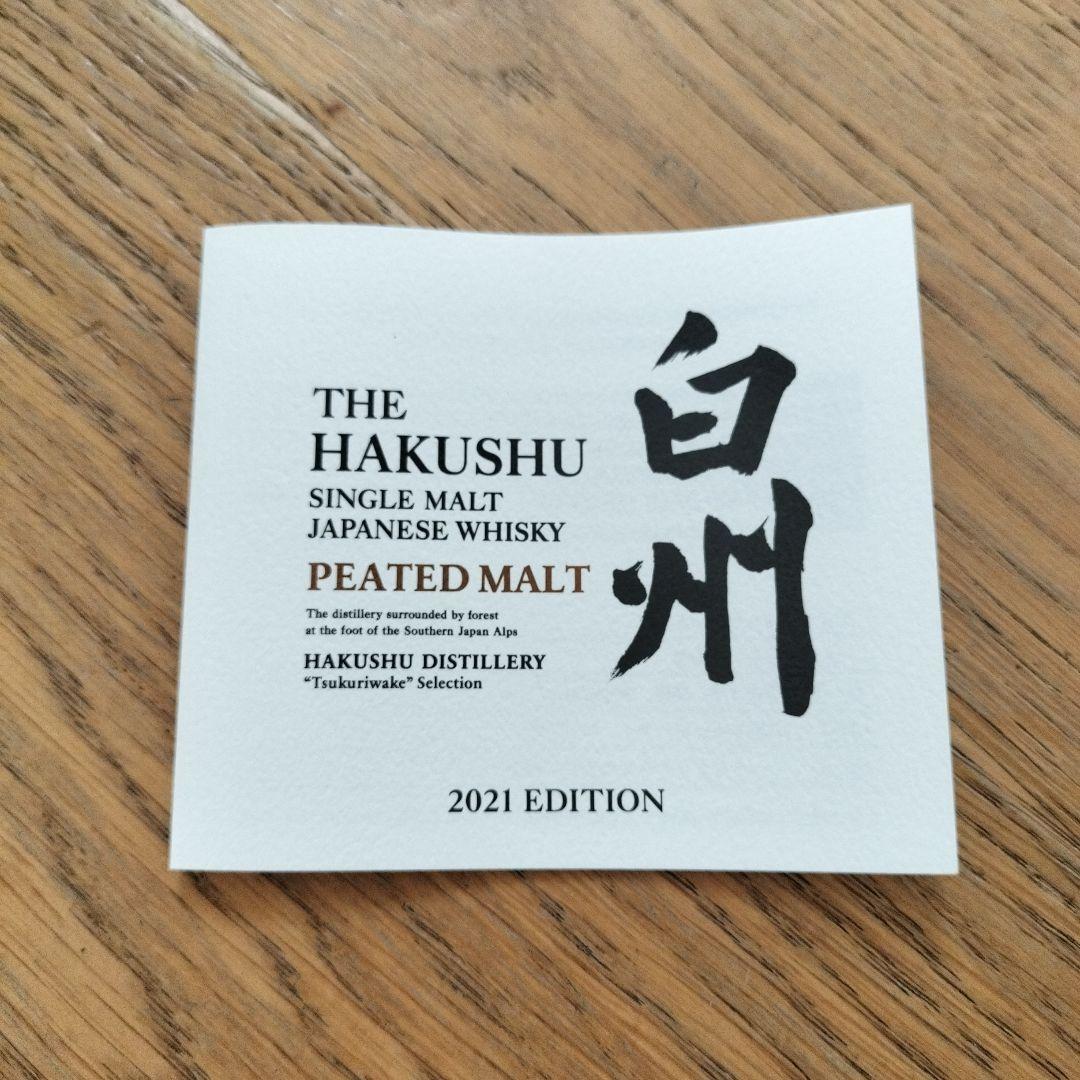 THE
HAKUSHU
SINGLE MALT
JAPANESE WHISKY
PEATED MALT
The distillery surrounded by forest
at the foot of the Southern Japan Alps
HAKUSHU DISTILLERY
“Tsukuriwake” Selection
白州
2021 EDITION